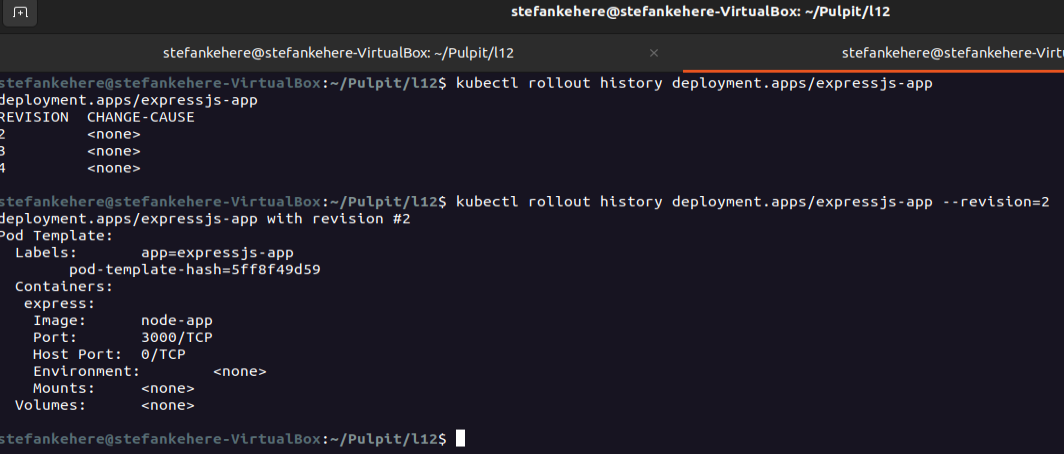 stefankehere@stefankehere-VirtualBox: ~/Pulpit/l12
stefankehere@stefankehere-VirtualBox: ~/Pulpit/l12 × stefankehere@stefankehere-Virt
stefankehere@stefankehere-VirtualBox:~/Pulpit/l12$ kubectl rollout history deployment.apps/expressjs-app
deployment.apps/expressjs-app
REVISION  CHANGE-CAUSE
2         <none>
3         <none>
4         <none>
stefankehere@stefankehere-VirtualBox:~/Pulpit/l12$ kubectl rollout history deployment.apps/expressjs-app --revision=2
deployment.apps/expressjs-app with revision #2
Pod Template:
  Labels:       app=expressjs-app
        pod-template-hash=5ff8f49d59
  Containers:
   express:
    Image:      node-app
    Port:       3000/TCP
    Host Port:  0/TCP
    Environment:        <none>
    Mounts:     <none>
  Volumes:      <none>
stefankehere@stefankehere-VirtualBox:~/Pulpit/l12$